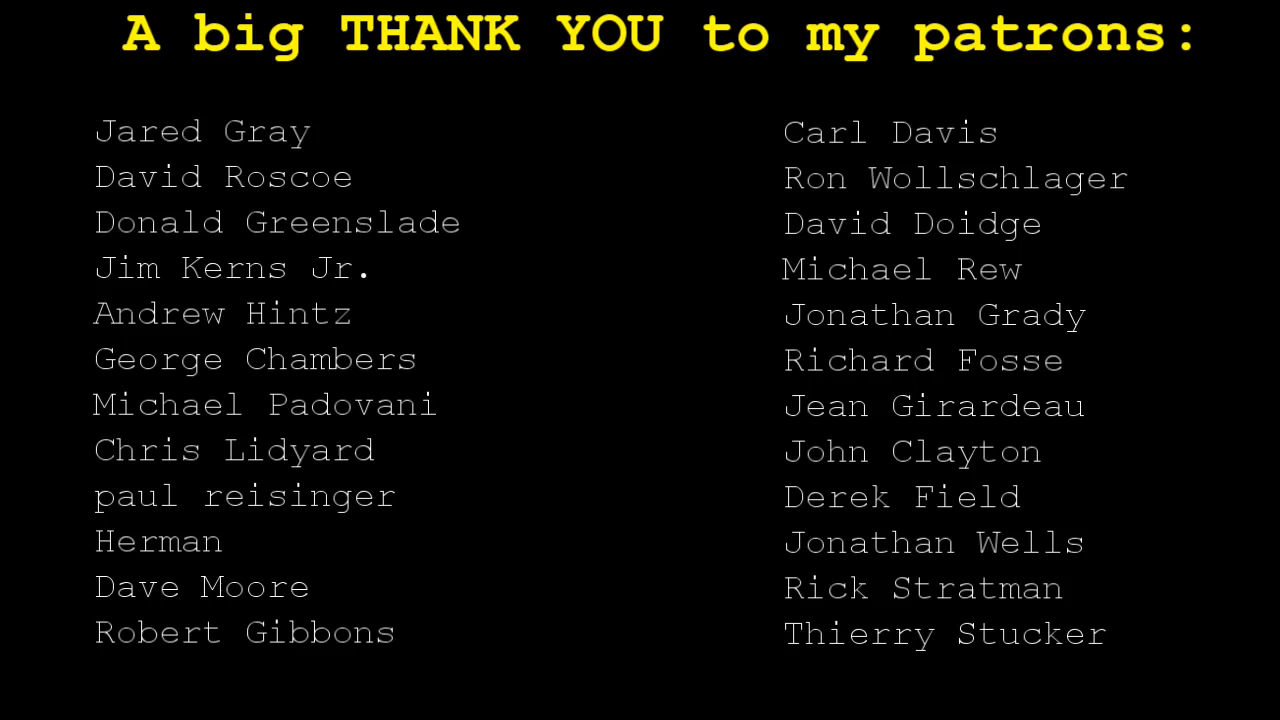 A big THANK YOU to my patrons:
Jared Gray
David Roscoe
Donald Greenslade
Jim Kerns Jr.
Andrew Hintz
George Chambers
Michael Padovani
Chris Lidyard
paul reisinger
Herman
Dave Moore
Robert Gibbons
Carl Davis
Ron Wollschlager
David Doidge
Michael Rew
Jonathan Grady
Richard Fosse
Jean Girardeau
John Clayton
Derek Field
Jonathan Wells
Rick Stratman
Thierry Stucker